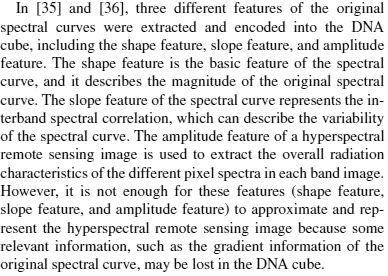 In [35] and [36], three different features of the original
spectral curves were extracted and encoded into the DNA
cube, including the shape feature, slope feature, and amplitude
feature. The shape feature is the basic feature of the spectral
curve, and it describes the magnitude of the original spectral
curve. The slope feature of the spectral curve represents the in-
terband spectral correlation, which can describe the variability
of the spectral curve. The amplitude feature of a hyperspectral
remote sensing image is used to extract the overall radiation
characteristics of the different pixel spectra in each band image.
However, it is not enough for these features (shape feature,
slope feature, and amplitude feature) to approximate and rep-
resent the hyperspectral remote sensing image because some
relevant information, such as the gradient information of the
original spectral curve, may be lost in the DNA cube.